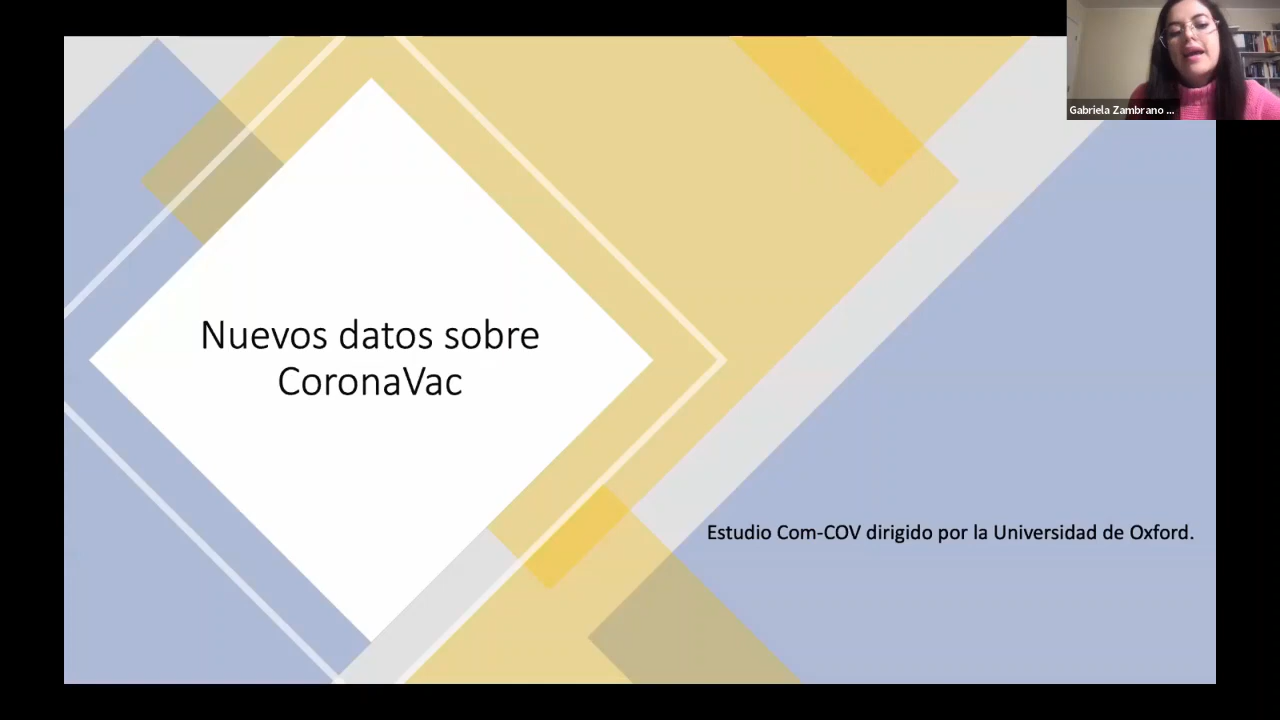 Gabriela Zambrano ...
Nuevos datos sobre
CoronaVac
Estudio Com-COV dirigido por la Universidad de Oxford.